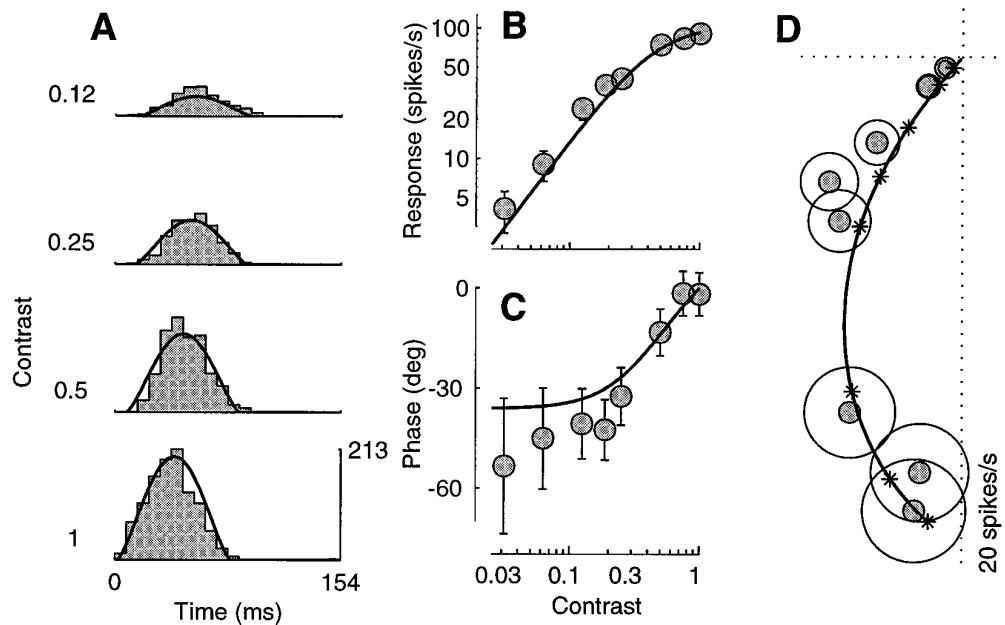 A
0.12
0.25
0.5
1
Contrast
213
0
154
Time (ms)
B
100
50
20
10
5
Response (spikes/s)
C
0
-30
-60
Phase (deg)
0.03
0.1
0.3
1
Contrast
D
20 spikes/s